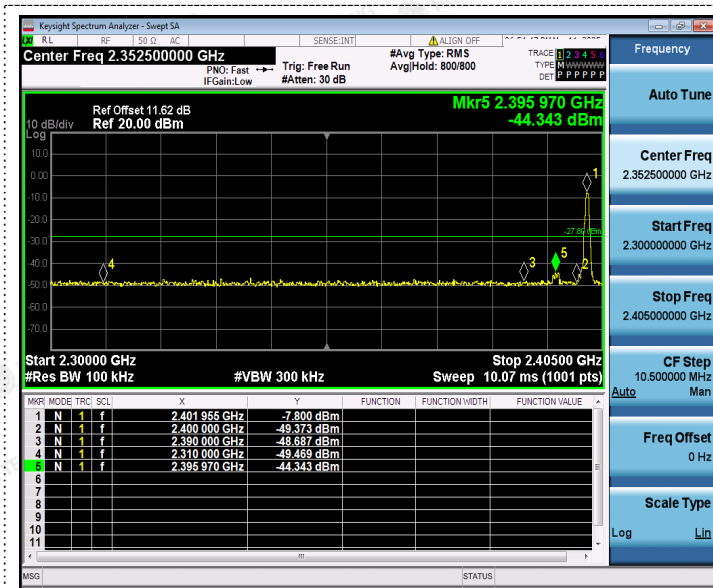 Keysight Spectrum Analyzer - Swept SA
RL RF 50 Ω AC SENSE:INT ALIGN OFF
Center Freq 2.352500000 GHz
PNO: Fast
IFGain:Low
Trig: Free Run
#Atten: 30 dB
#Avg Type: RMS
Avg|Hold: 800/800
TRACE 1 2 3 4 5 6
TYPE M WWWWW
DET P P P P P P
Ref Offset 11.62 dB
Ref 20.00 dBm
10 dB/div
Log
Mkr5 2.395 970 GHz
-44.343 dBm
10.0
0.00
-10.0
-20.0
-30.0
-40.0
-50.0
-60.0
-70.0
1
-27.80 dBm
4
3
5
2
Start 2.30000 GHz
Stop 2.40500 GHz
#Res BW 100 kHz
#VBW 300 kHz
Sweep 10.07 ms (1001 pts)
MKR MODE TRC SCL X Y FUNCTION FUNCTION WIDTH FUNCTION VALUE
1 N 1 f 2.401 955 GHz -7.800 dBm
2 N 1 f 2.400 000 GHz -49.373 dBm
3 N 1 f 2.390 000 GHz -48.687 dBm
4 N 1 f 2.310 000 GHz -49.469 dBm
5 N 1 f 2.395 970 GHz -44.343 dBm
6
7
8
9
10
11
MSG
STATUS
Frequency
Auto Tune
Center Freq
2.352500000 GHz
Start Freq
2.300000000 GHz
Stop Freq
2.405000000 GHz
CF Step
10.500000 MHz
Auto Man
Freq Offset
0 Hz
Scale Type
Log Lin